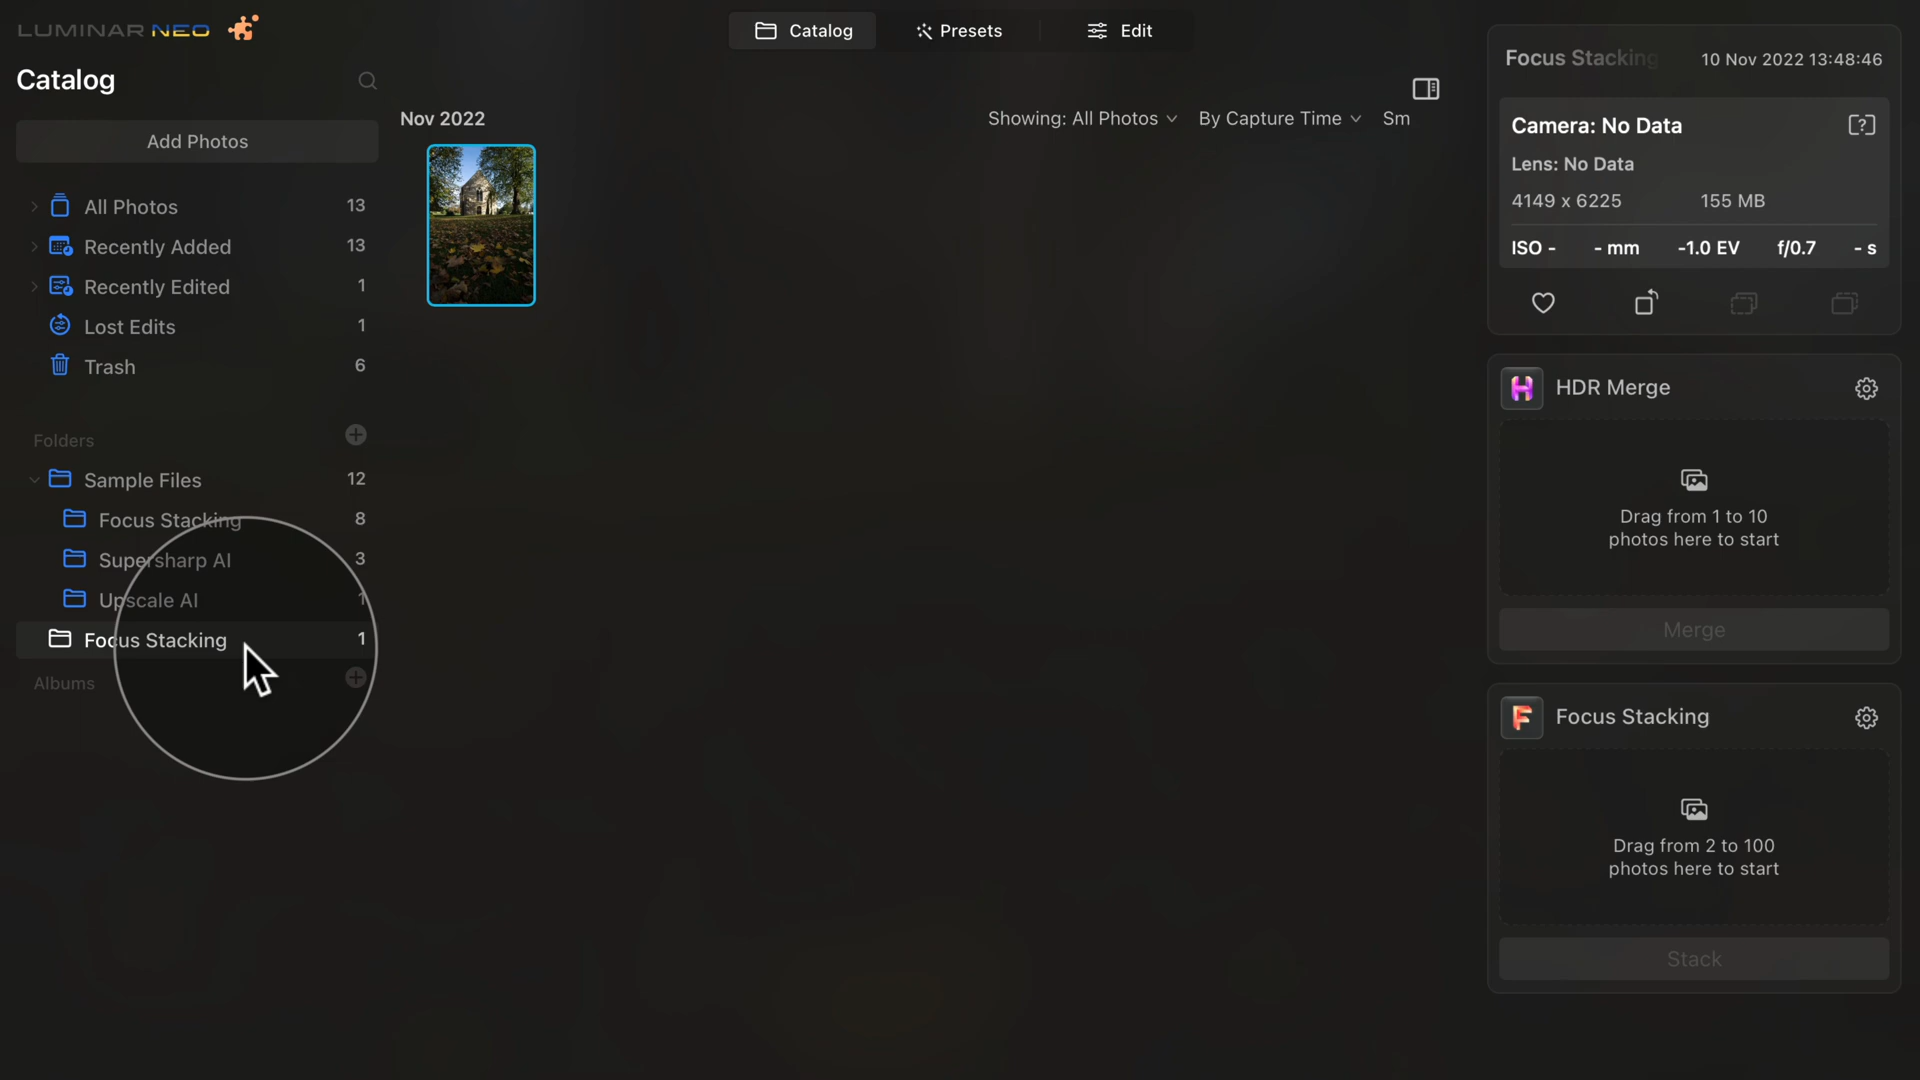 LUMINAR NEO
Catalog
Presets
Edit
Catalog
Add Photos
All Photos 13
Recently Added 13
Recently Edited 1
Lost Edits 1
Trash 6
Folders
Sample Files 12
Focus Stacking 8
Supersharp AI 3
Upscale AI 1
Focus Stacking 1
Albums
Nov 2022
Showing: All Photos
By Capture Time
Sm
Focus Stacking 10 Nov 2022 13:48:46
Camera: No Data
Lens: No Data
4149 x 6225 155 MB
ISO - - mm -1.0 EV f/0.7 - s
HDR Merge
Drag from 1 to 10
photos here to start
Merge
Focus Stacking
Drag from 2 to 100
photos here to start
Stack